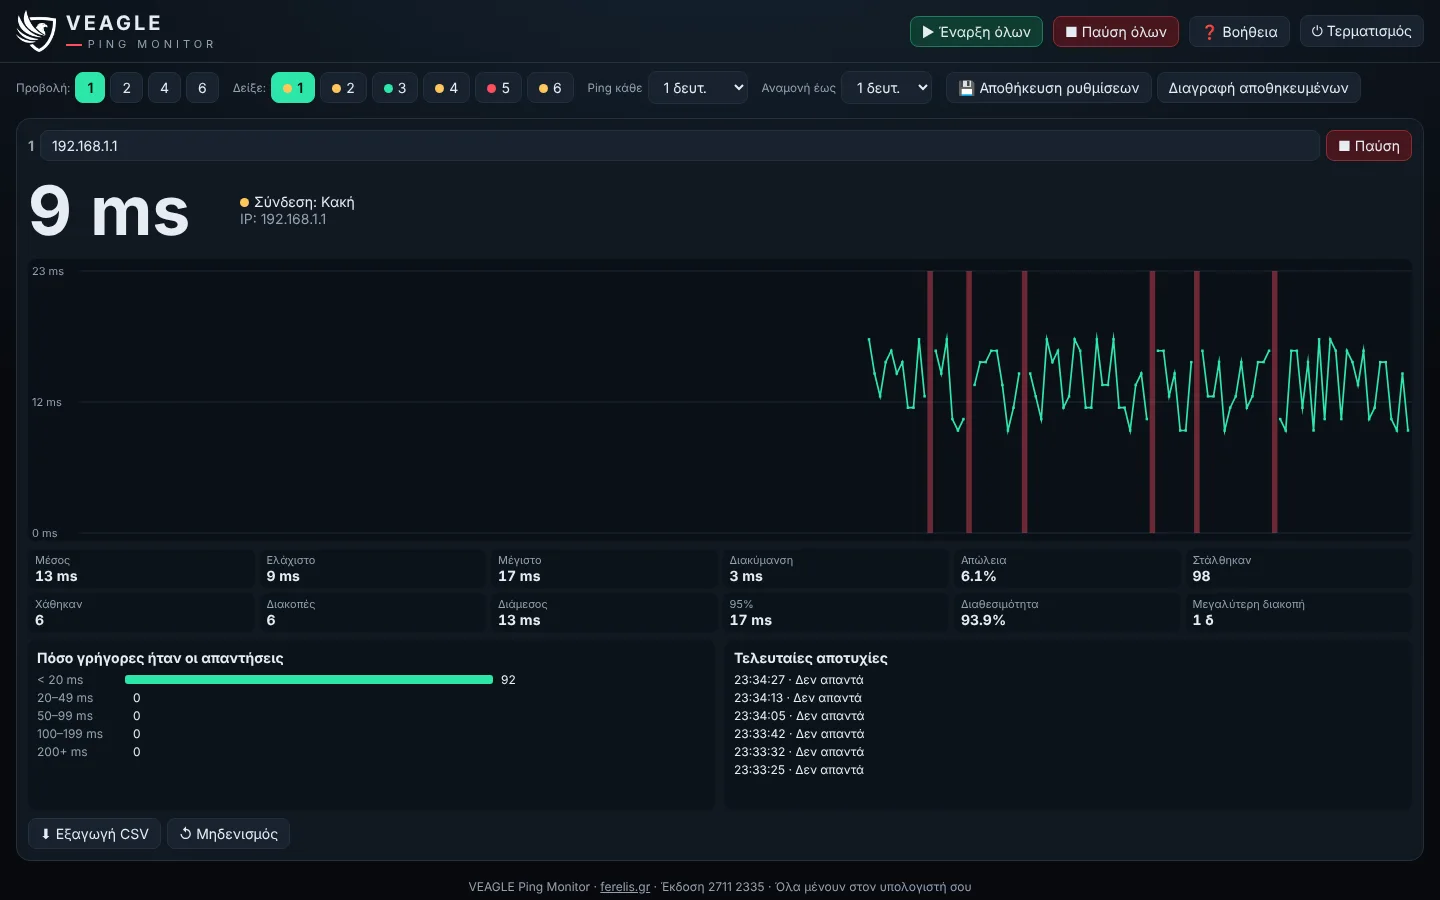 VEAGLE
PING MONITOR
▶ Έναρξη όλων
■ Παύση όλων
❓ Βοήθεια
⏻ Τερματισμός
Προβολή: 1 2 4 6 Δείξε: 1 2 3 4 5 6 Ping κάθε 1 δευτ. Αναμονή έως 1 δευτ. 💾 Αποθήκευση ρυθμίσεων Διαγραφή αποθηκευμένων
1 192.168.1.1 ■ Παύση
9 ms
Σύνδεση: Κακή
IP: 192.168.1.1
23 ms
12 ms
0 ms
Μέσος Ελάχιστο Μέγιστο Διακύμανση Απώλεια Στάλθηκαν
13 ms 9 ms 17 ms 3 ms 6.1% 98
Χάθηκαν Διακοπές Διάμεσος 95% Διαθεσιμότητα Μεγαλύτερη διακοπή
6 6 13 ms 17 ms 93.9% 1 δ
Πόσο γρήγορες ήταν οι απαντήσεις
< 20 ms 92
20–49 ms 0
50–99 ms 0
100–199 ms 0
200+ ms 0
Τελευταίες αποτυχίες
23:34:27 · Δεν απαντά
23:34:13 · Δεν απαντά
23:34:05 · Δεν απαντά
23:33:42 · Δεν απαντά
23:33:32 · Δεν απαντά
23:33:25 · Δεν απαντά
⬇ Εξαγωγή CSV
↺ Μηδενισμός
VEAGLE Ping Monitor · ferelis.gr · Έκδοση 2711 2335 · Όλα μένουν στον υπολογιστή σου